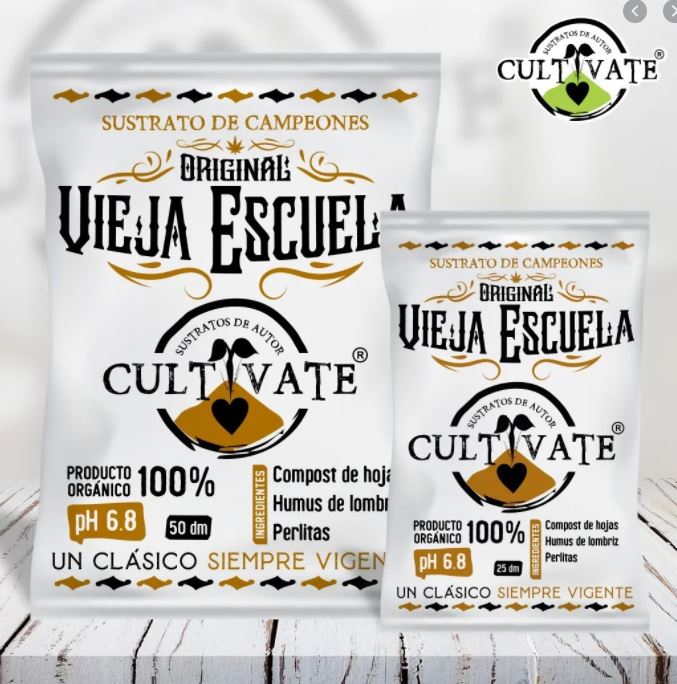 SUSTRATOS DE AUTOR
CULTIVATE®
SUSTRATO DE CAMPEONES
ORIGINAL
VIEJA ESCUELA
SUSTRATOS DE AUTOR
CULTIVATE®
PRODUCTO
ORGÁNICO 100%
pH 6.8
50 dm
INGREDIENTES
Compost de hoja
Humus de lombr
Perlitas
UN CLÁSICO SIEMPRE VIGEN
SUSTRATO DE CAMPEONES
ORIGINAL
VIEJA ESCUELA
SUSTRATOS DE AUTOR
CULTIVATE®
PRODUCTO
ORGÁNICO 100%
pH 6.8
25 dm
INGREDIENTES
Compost de hojas
Humus de lombriz
Perlitas
UN CLÁSICO SIEMPRE VIGENTE